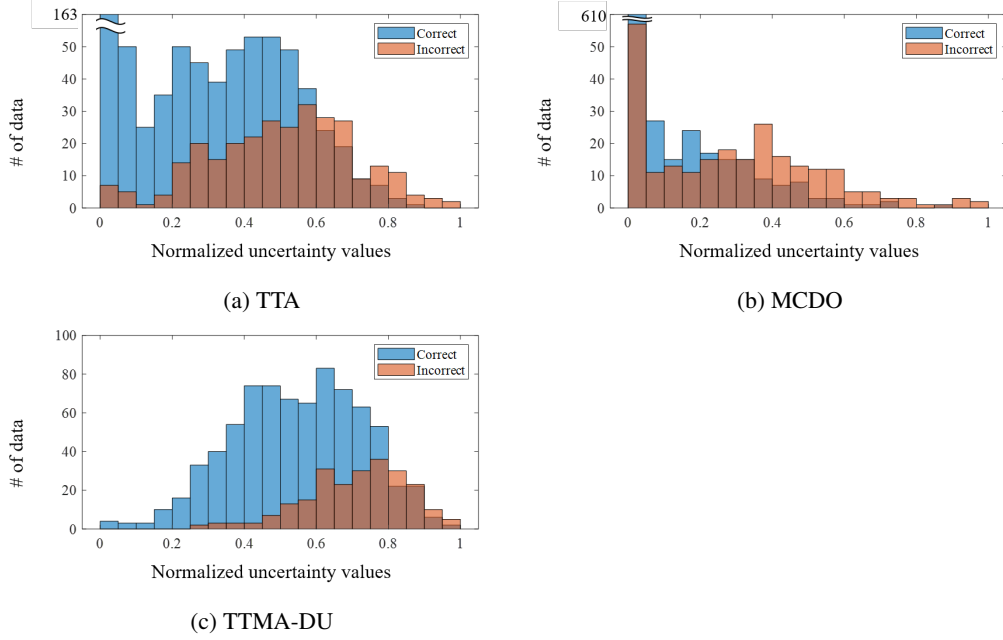 163
50
40
30
20
10
0
# of data
Correct
Incorrect
0 0.2 0.4 0.6 0.8 1
Normalized uncertainty values
(a) TTA
610
50
40
30
20
10
0
# of data
Correct
Incorrect
0 0.2 0.4 0.6 0.8 1
Normalized uncertainty values
(b) MCDO
100
80
60
40
20
0
# of data
Correct
Incorrect
0 0.2 0.4 0.6 0.8 1
Normalized uncertainty values
(c) TTMA-DU